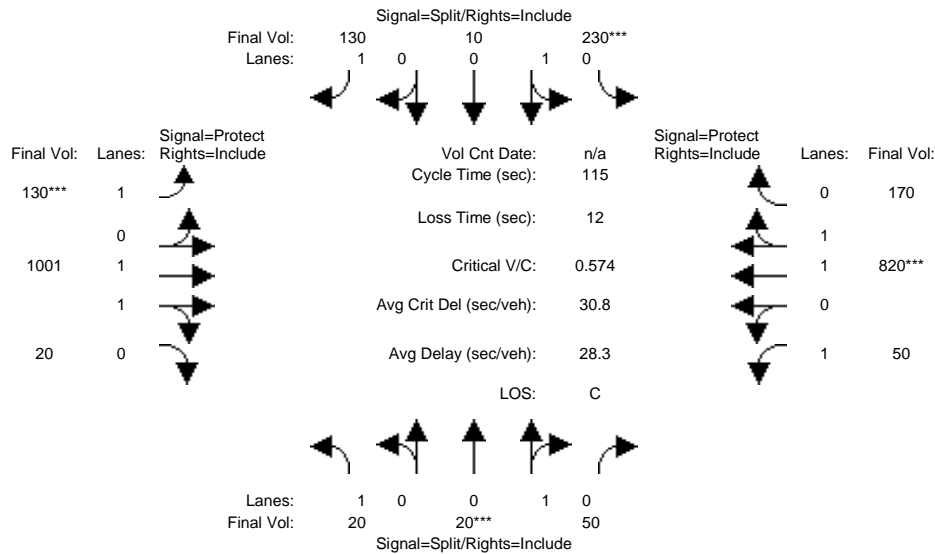 Signal=Split/Rights=Include
Final Vol: 130 10 230***
Lanes: 1 0 0 1 0
Signal=Protect Signal=Protect
Final Vol: Lanes: Rights=Include Vol Cnt Date: n/a Rights=Include Lanes: Final Vol:
Cycle Time (sec): 115
130*** 1 0 170
Loss Time (sec): 12
0 1
1001 1 Critical V/C: 0.574 1 820***
1 Avg Crit Del (sec/veh): 30.8 0
20 0 Avg Delay (sec/veh): 28.3 1 50
LOS: C
Lanes: 1 0 0 1 0
Final Vol: 20 20*** 50
Signal=Split/Rights=Include